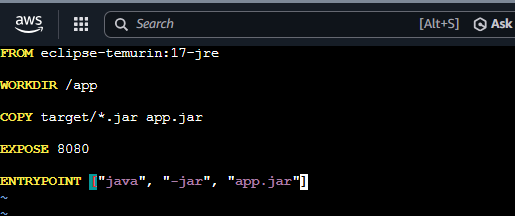 aws
Search
[Alt+S]
Ask
FROM eclipse-temurin:17-jre
WORKDIR /app
COPY target/*.jar app.jar
EXPOSE 8080
ENTRYPOINT ["java", "-jar", "app.jar"]
~
~